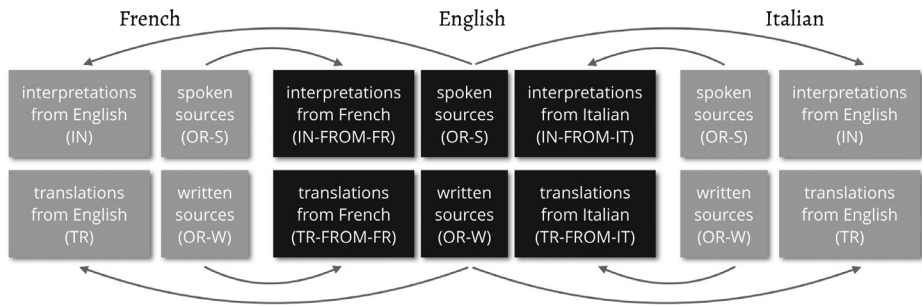 French
English
Italian
interpretations
from English
(IN)
spoken
sources
(OR-S)
interpretations
from French
(IN-FROM-FR)
spoken
sources
(OR-S)
interpretations
from Italian
(IN-FROM-IT)
spoken
sources
(OR-S)
interpretations
from English
(IN)
translations
from English
(TR)
written
sources
(OR-W)
translations
from French
(TR-FROM-FR)
written
sources
(OR-W)
translations
from Italian
(TR-FROM-IT)
written
sources
(OR-W)
translations
from English
(TR)